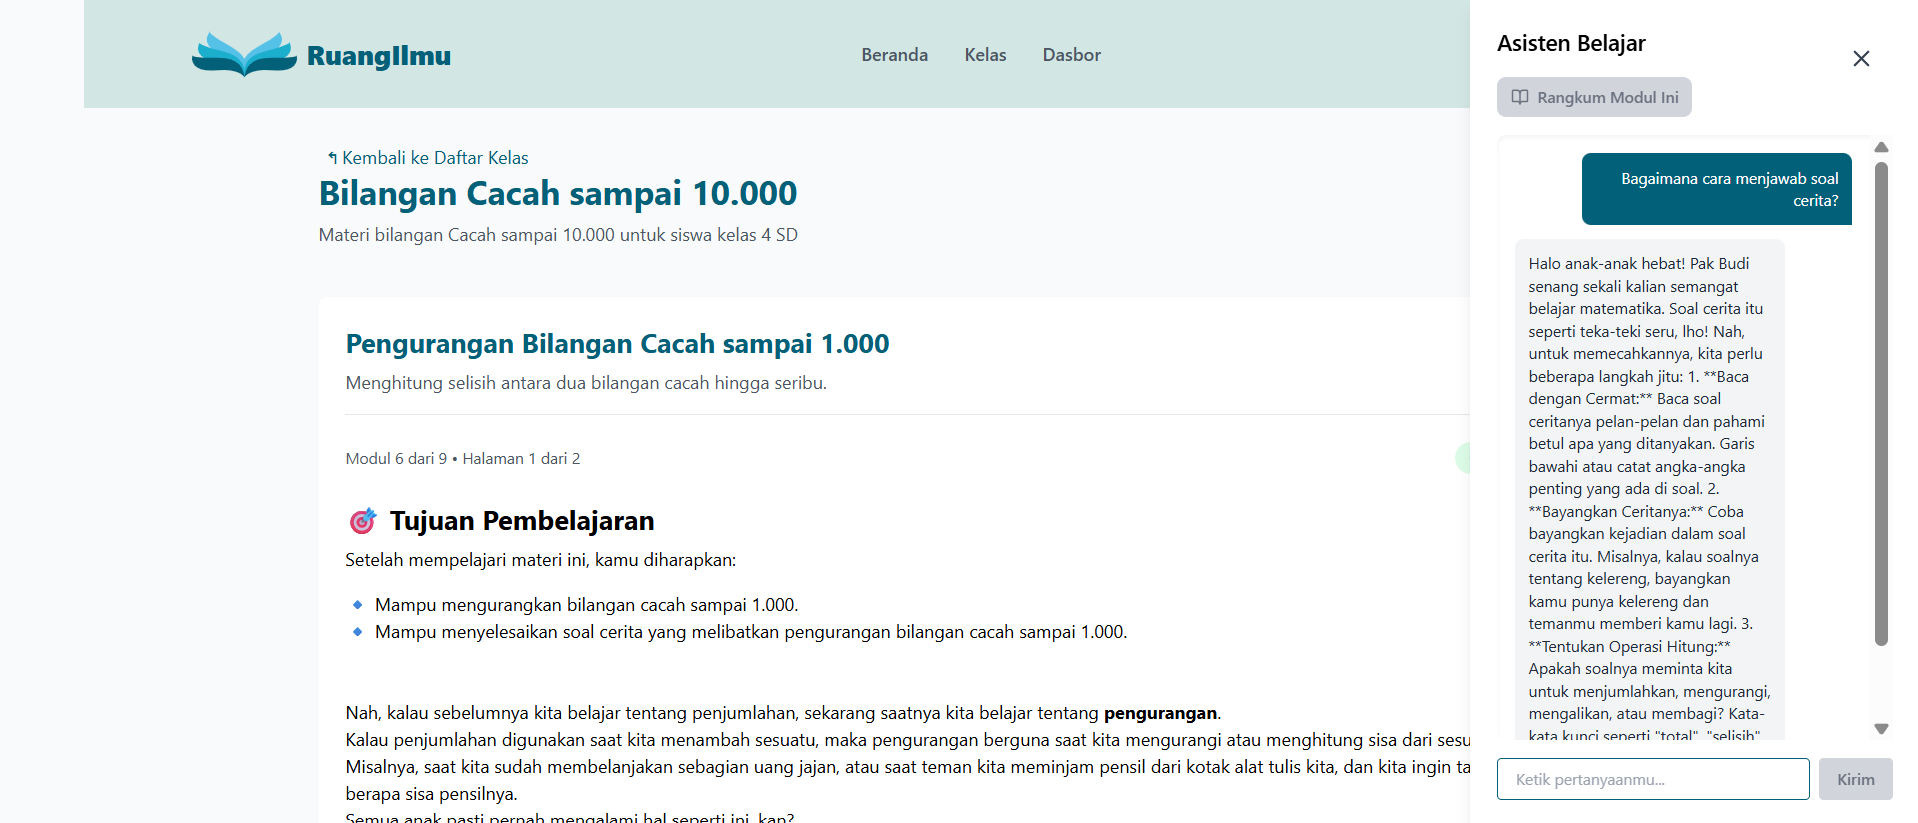 RuangIlmu
Beranda
Kelas
Dasbor
↰ Kembali ke Daftar Kelas
Bilangan Cacah sampai 10.000
Materi bilangan Cacah sampai 10.000 untuk siswa kelas 4 SD
Pengurangan Bilangan Cacah sampai 1.000
Menghitung selisih antara dua bilangan cacah hingga seribu.
Modul 6 dari 9 • Halaman 1 dari 2
🎯 Tujuan Pembelajaran
Setelah mempelajari materi ini, kamu diharapkan:
🔹 Mampu mengurangkan bilangan cacah sampai 1.000.
🔹 Mampu menyelesaikan soal cerita yang melibatkan pengurangan bilangan cacah sampai 1.000.
Nah, kalau sebelumnya kita belajar tentang penjumlahan, sekarang saatnya kita belajar tentang pengurangan.
Kalau penjumlahan digunakan saat kita menambah sesuatu, maka pengurangan berguna saat kita mengurangi atau menghitung sisa dari sesu
Misalnya, saat kita sudah membelanjakan sebagian uang jajan, atau saat teman kita meminjam pensil dari kotak alat tulis kita, dan kita ingin ta
berapa sisa pensilnya.
Semua anak pasti pernah mengalami hal seperti ini, kan?
Asisten Belajar
Rangkum Modul Ini
Bagaimana cara menjawab soal
cerita?
Halo anak-anak hebat! Pak Budi
senang sekali kalian semangat
belajar matematika. Soal cerita itu
seperti teka-teki seru, lho! Nah,
untuk memecahkannya, kita perlu
beberapa langkah jitu: 1. **Baca
dengan Cermat:** Baca soal
ceritanya pelan-pelan dan pahami
betul apa yang ditanyakan. Garis
bawahi atau catat angka-angka
penting yang ada di soal. 2.
**Bayangkan Ceritanya:** Coba
bayangkan kejadian dalam soal
cerita itu. Misalnya, kalau soalnya
tentang kelereng, bayangkan
kamu punya kelereng dan
temanmu memberi kamu lagi. 3.
**Tentukan Operasi Hitung:**
Apakah soalnya meminta kita
untuk menjumlahkan, mengurangi,
mengalikan, atau membagi? Kata-
kata kunci seperti "total", "selisih"
Ketik pertanyaanmu...
Kirim